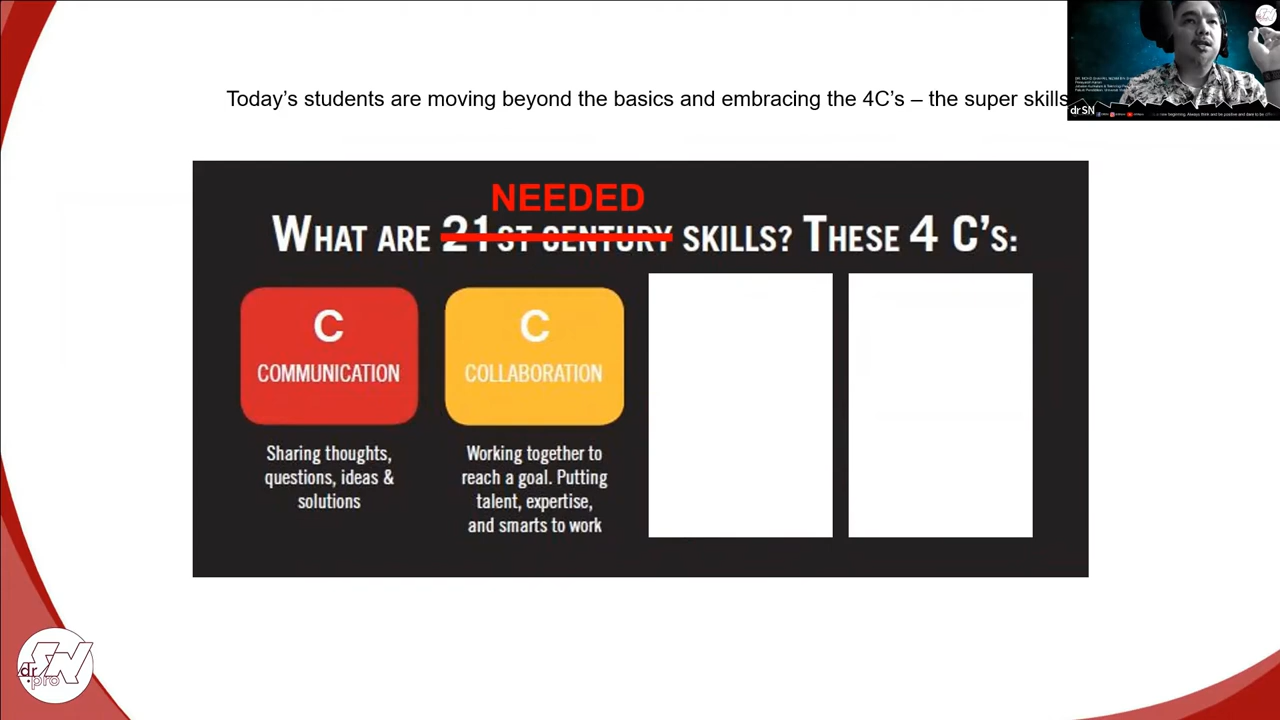 Today's students are moving beyond the basics and embracing the 4C's – the super skills
NEEDED
WHAT ARE 21ST CENTURY SKILLS? THESE 4 C'S:
C
COMMUNICATION
Sharing thoughts,
questions, ideas &
solutions
C
COLLABORATION
Working together to
reach a goal. Putting
talent, expertise,
and smarts to work
drSN
dr
SN
.pro